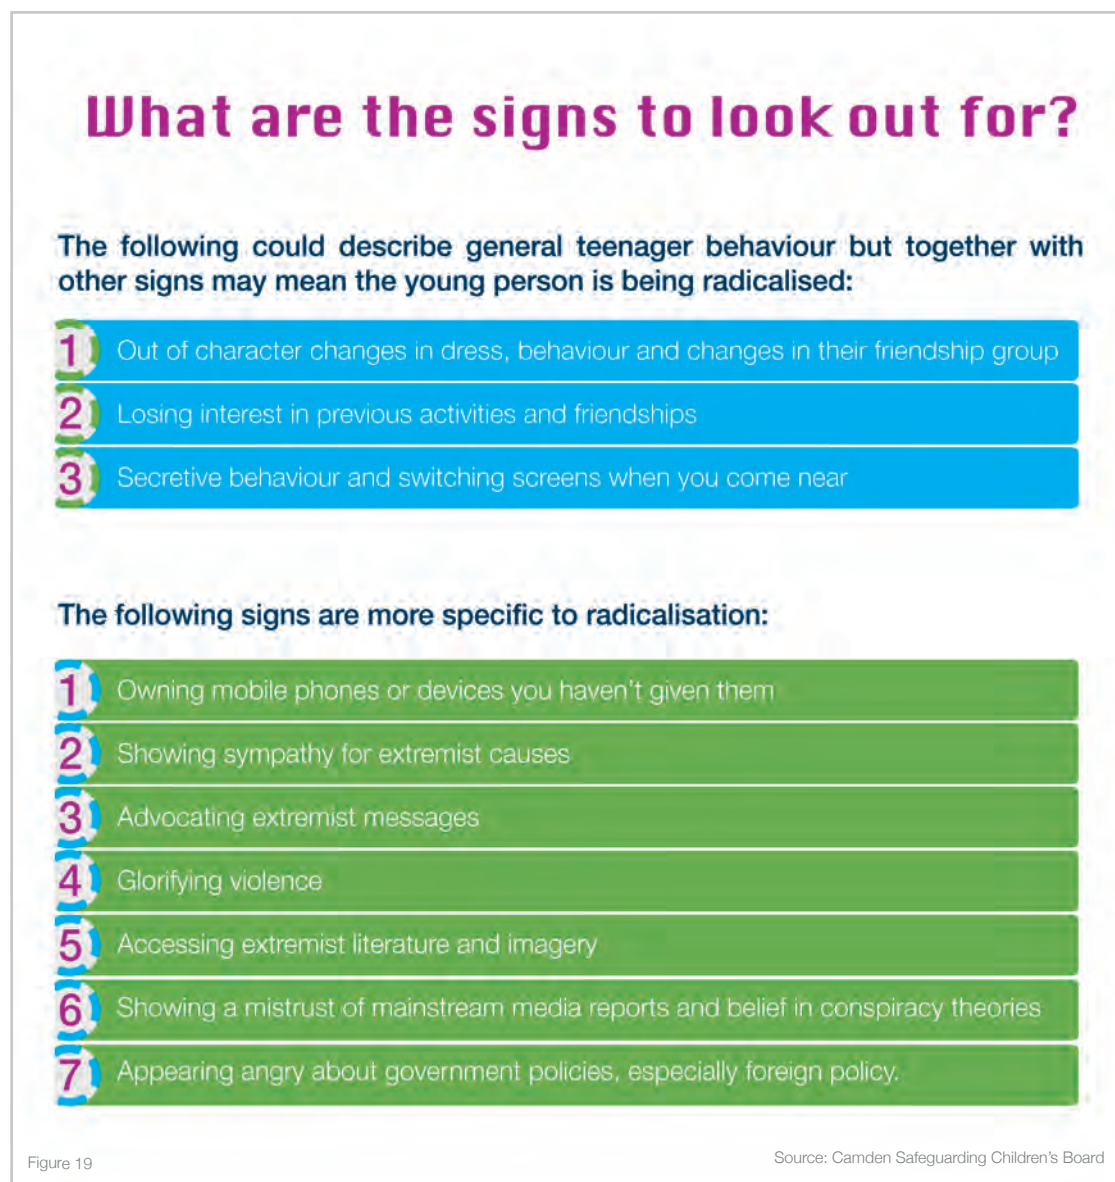 What are the signs to look out for?
The following could describe general teenager behaviour but together with
other signs may mean the young person is being radicalised:
1 Out of character changes in dress, behaviour and changes in their friendship group
2 Losing interest in previous activities and friendships
3 Secretive behaviour and switching screens when you come near
The following signs are more specific to radicalisation:
1 Owning mobile phones or devices you haven't given them
2 Showing sympathy for extremist causes
3 Advocating extremist messages
4 Glorifying violence
5 Accessing extremist literature and imagery
6 Showing a mistrust of mainstream media reports and belief in conspiracy theories
7 Appearing angry about government policies, especially foreign policy.
Figure 19
Source: Camden Safeguarding Children's Board